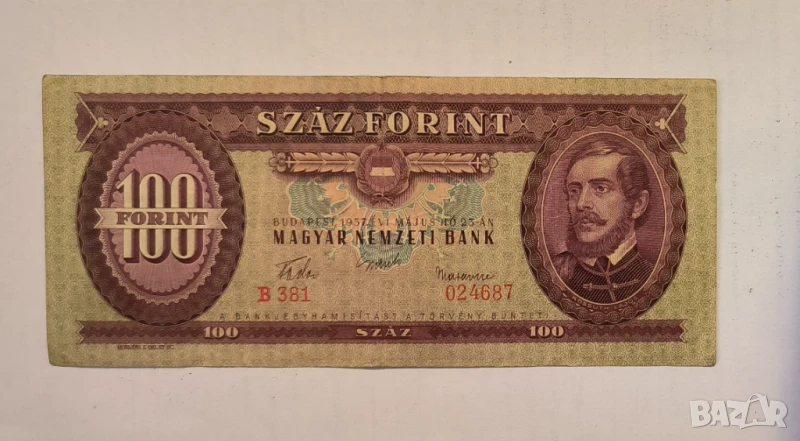 SZÁZ FORINT
100
FORINT
BUDAPEST 1957. ÉVI MÁJUS HÓ 23-ÁN
MAGYAR NEMZETI BANK
B 381
024687
A BANKJEGYHAMISÍTÁST A TÖRVÉNY BÜNTETI
100 SZÁZ 100
BAZAR